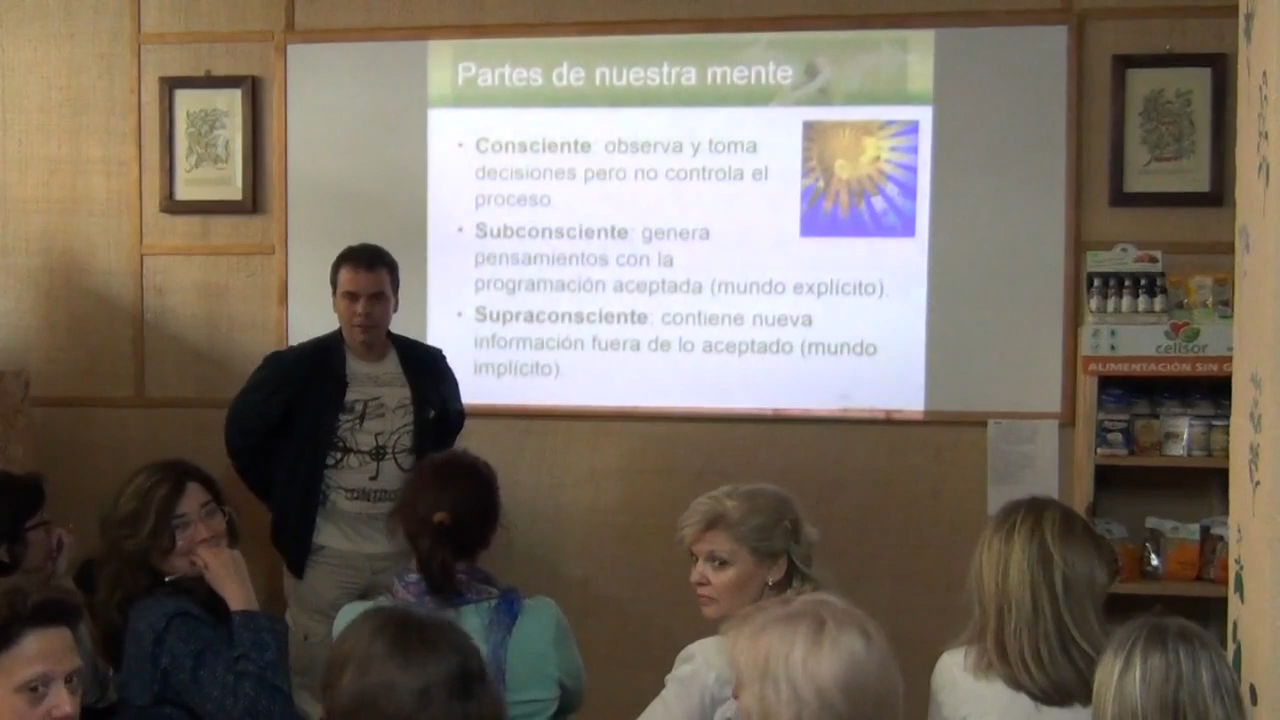 Partes de nuestra mente
• Consciente: observa y toma
decisiones pero no controla el
proceso
• Subconsciente: genera
pensamientos con la
programación aceptada (mundo explícito).
• Supraconsciente: contiene nueva
información fuera de lo aceptado (mundo
implícito)
celisor
ALIMENTACIÓN SIN G